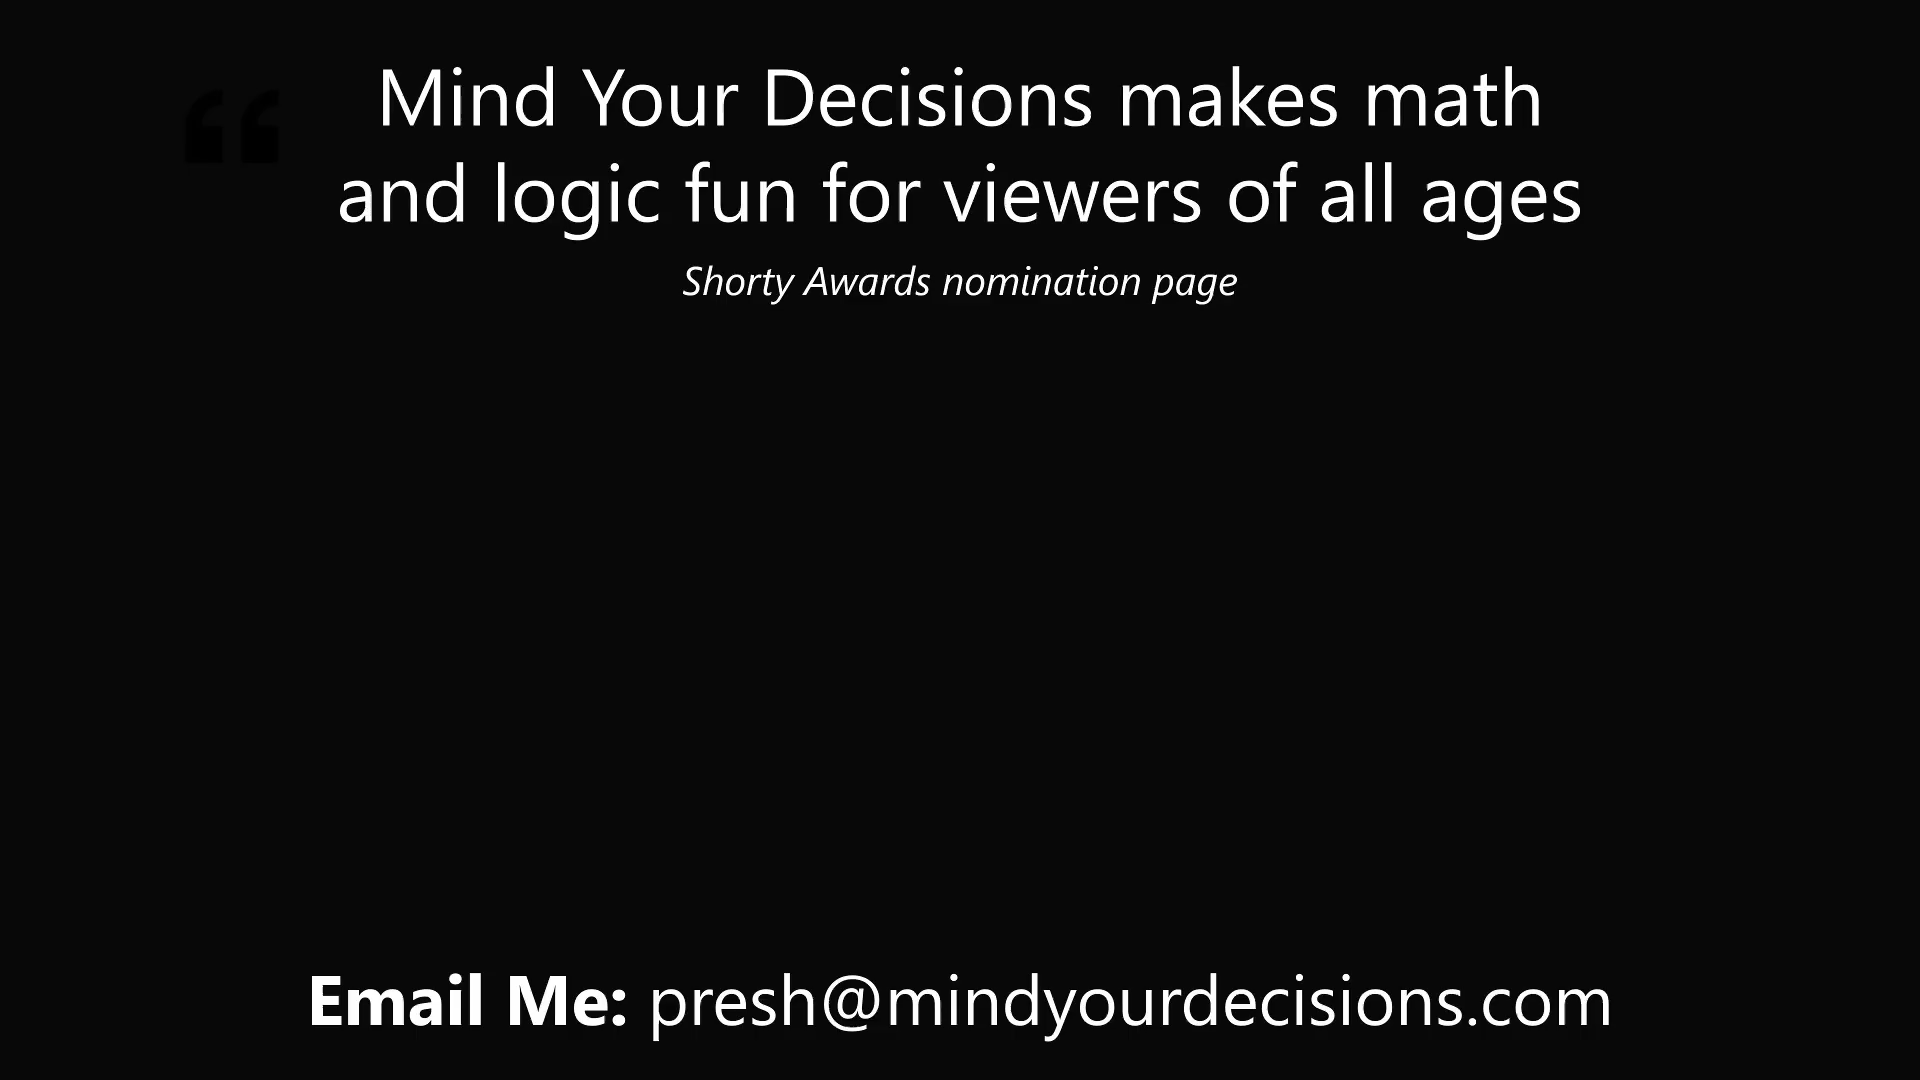 “ Mind Your Decisions makes math
and logic fun for viewers of all ages
Shorty Awards nomination page
Email Me: presh@mindyourdecisions.com